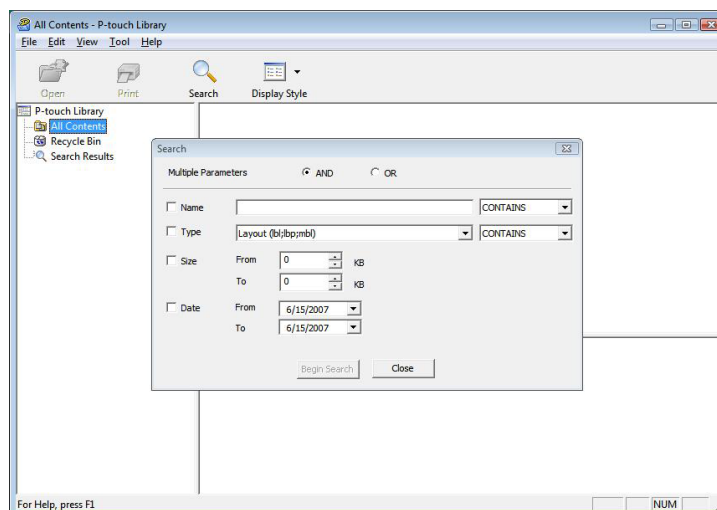 All Contents - P-touch Library
File Edit View Tool Help
Open Print Search Display Style
P-touch Library
All Contents
Recycle Bin
Search Results
Search
Multiple Parameters AND OR
Name CONTAINS
Type Layout (lbl;lbp;mbl) CONTAINS
Size From 0 KB
To 0 KB
Date From 6/15/2007
To 6/15/2007
Begin Search Close
For Help, press F1 NUM